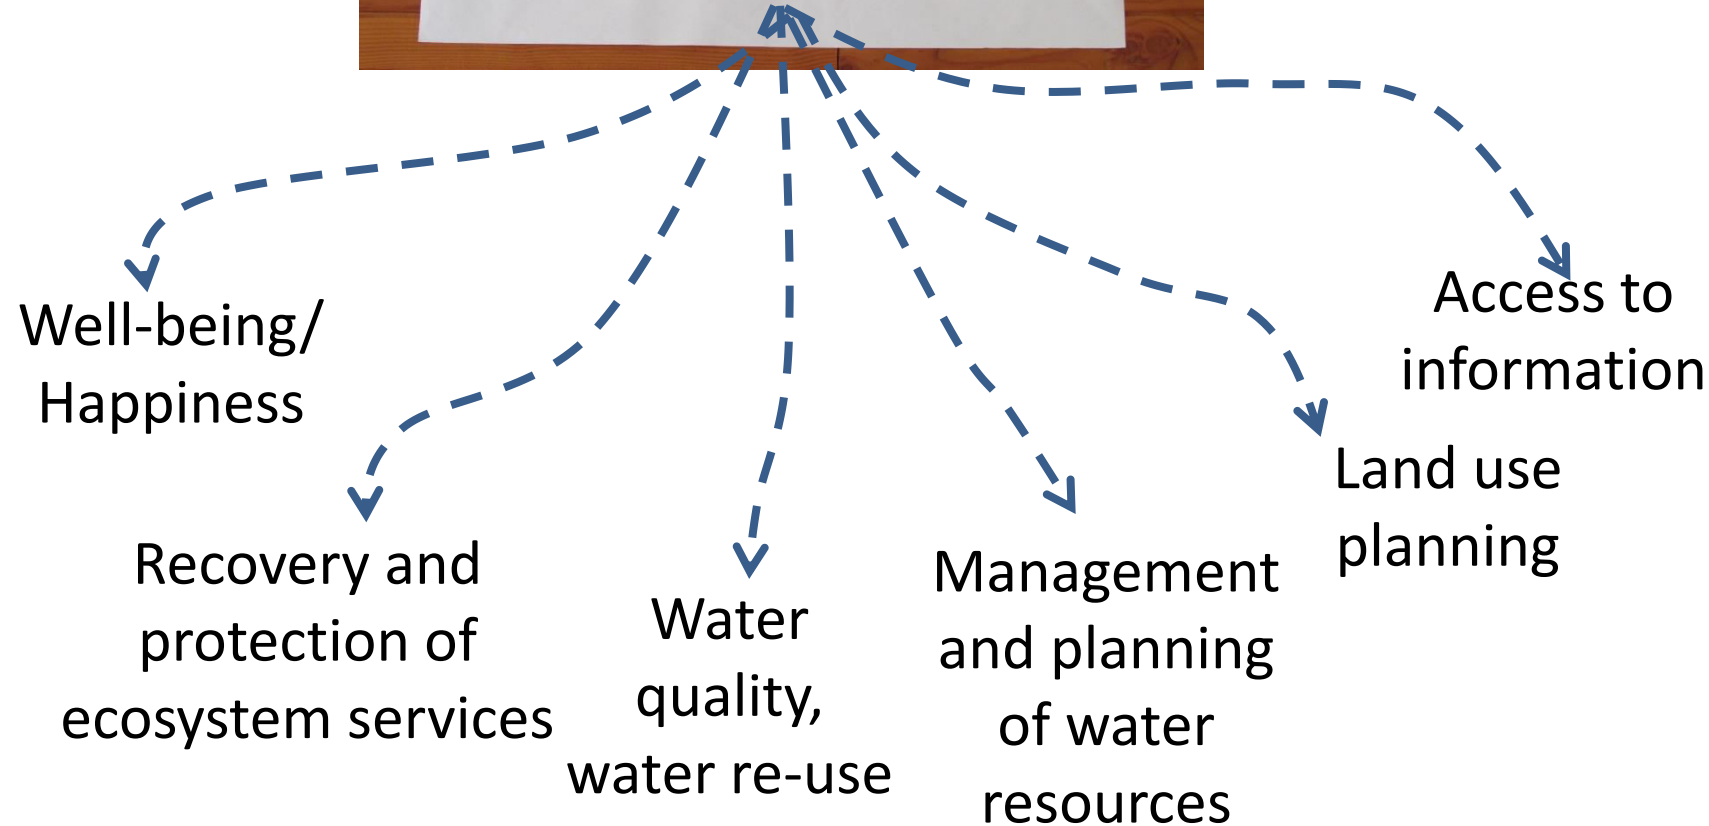 Well-being/
Happiness
Recovery and
protection of
ecosystem services
Water
quality,
water re-use
Management
and planning
of water
resources
Land use
planning
Access to
information